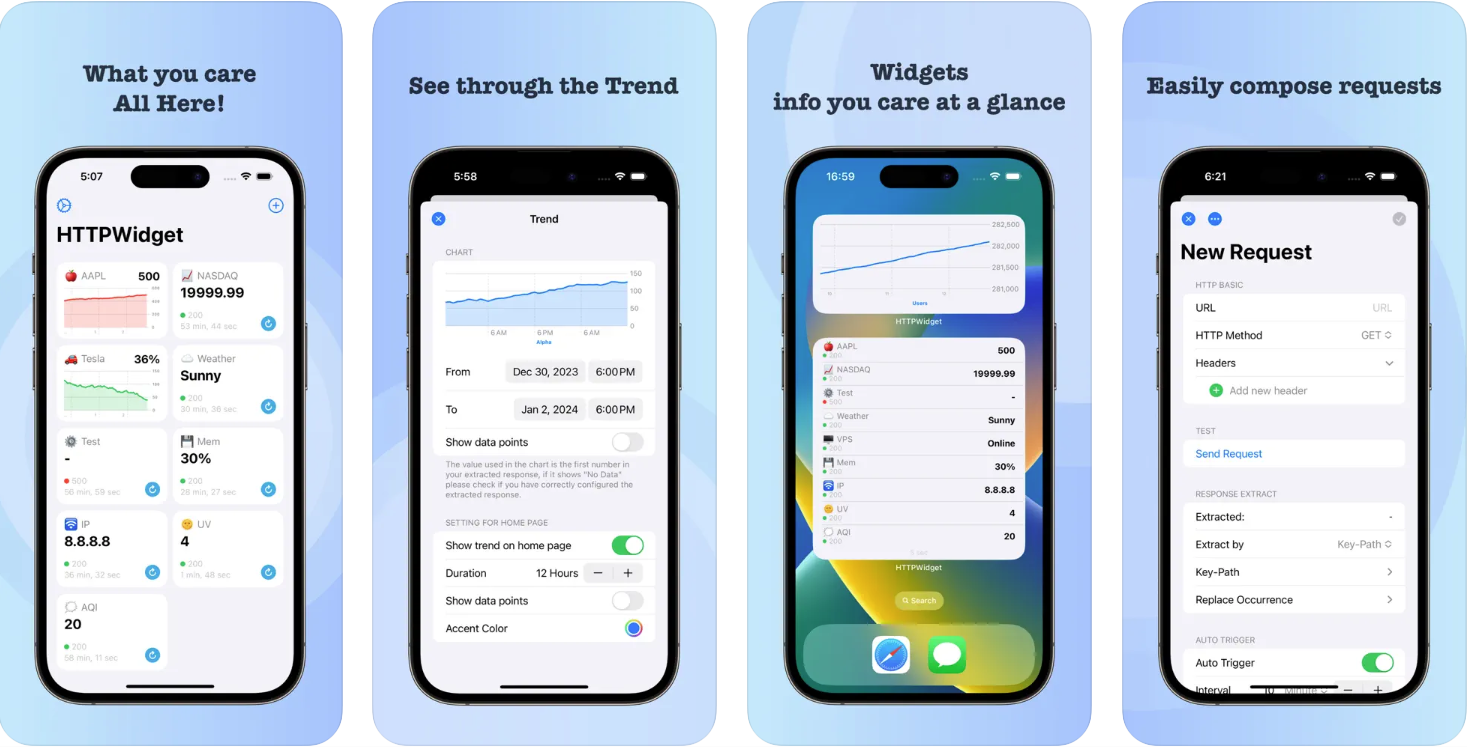 What you care
All Here!
5:07
HTTPWidget
AAPL 500
NASDAQ
19999.99
200
53 min, 44 sec
Tesla 36%
Weather
Sunny
200
30 min, 36 sec
Test
-
500
56 min, 59 sec
Mem
30%
200
28 min, 27 sec
IP
8.8.8.8
200
36 min, 32 sec
UV
4
200
1 min, 48 sec
AQI
20
200
58 min, 11 sec
See through the Trend
5:58
Trend
CHART
150
100
50
0
6 AM 6 PM 6 AM
Alpha
From Dec 30, 2023 6:00 PM
To Jan 2, 2024 6:00 PM
Show data points
The value used in the chart is the first number in
your extracted response, if it shows "No Data"
please check if you have correctly configured the
extracted response.
SETTING FOR HOME PAGE
Show trend on home page
Duration 12 Hours − +
Show data points
Accent Color
Widgets
info you care at a glance
16:59
282,500
282,000
281,500
281,000
Users
HTTPWidget
AAPL 500
200
NASDAQ 19999.99
200
Test -
500
Weather Sunny
200
VPS Online
200
Mem 30%
200
IP 8.8.8.8
200
UV 4
200
AQI 20
200
5 sec
HTTPWidget
Search
Easily compose requests
6:21
New Request
HTTP BASIC
URL URL
HTTP Method GET
Headers
Add new header
TEST
Send Request
RESPONSE EXTRACT
Extracted: -
Extract by Key-Path
Key-Path
Replace Occurrence
AUTO TRIGGER
Auto Trigger
Interval 10 Minute − +